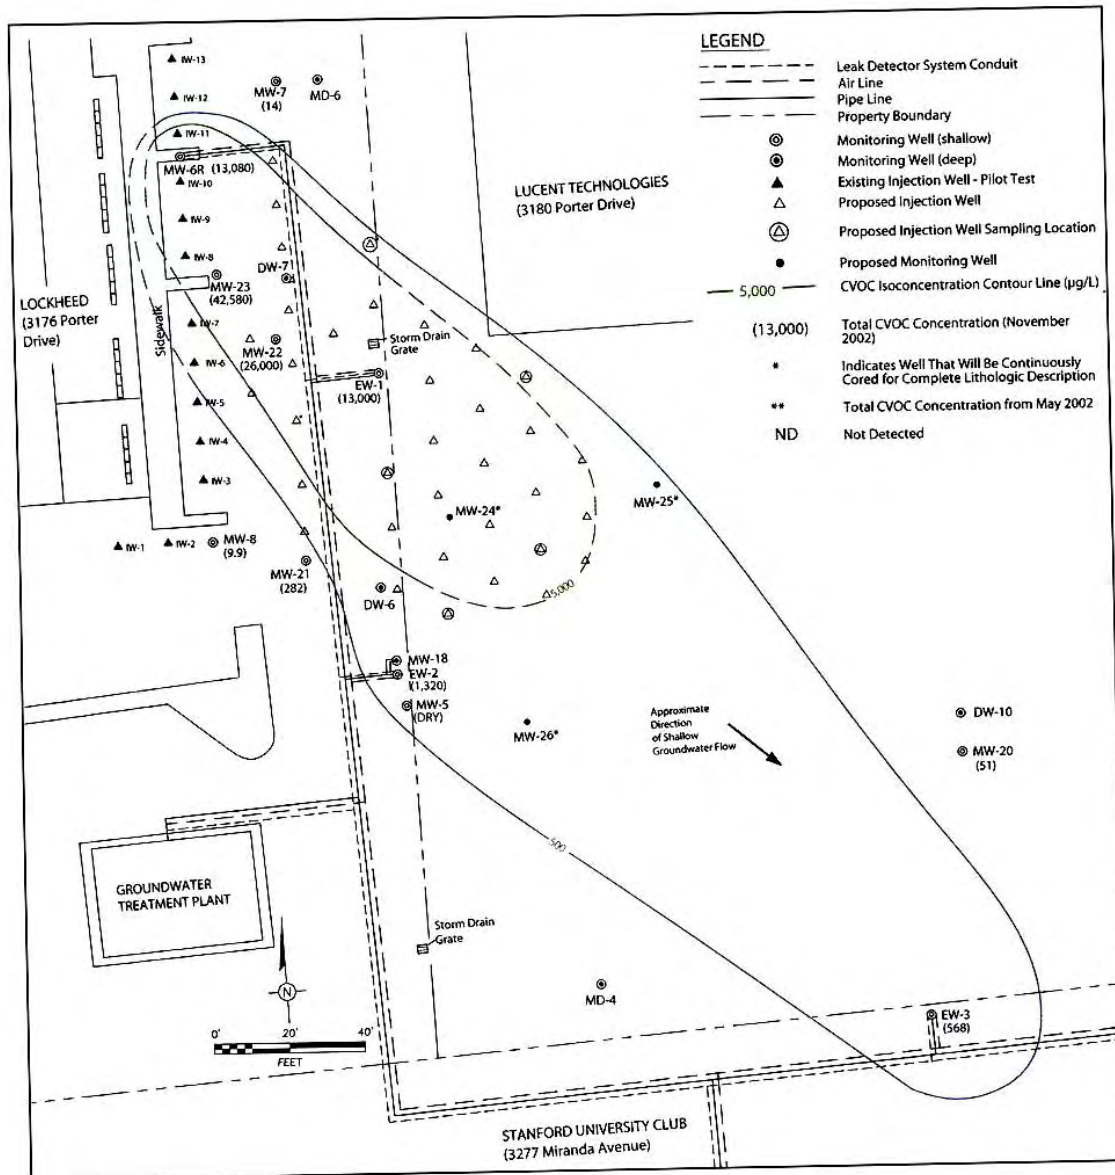 LEGEND
Leak Detector System Conduit
Air Line
Pipe Line
Property Boundary
Monitoring Well (shallow)
Monitoring Well (deep)
Existing Injection Well - Pilot Test
Proposed Injection Well
Proposed Injection Well Sampling Location
Proposed Monitoring Well
5,000
CVOC Isoconcentration Contour Line (µg/L)
(13,000)
Total CVOC Concentration (November
2002)
*
Indicates Well That Will Be Continuously
Cored for Complete Lithologic Description
**
Total CVOC Concentration from May 2002
ND
Not Detected
IW-13
IW-12
IW-11
MW-7
(14)
MD-6
MW-6R (13,080)
IW-10
IW-9
IW-8
LUCENT TECHNOLOGIES
(3180 Porter Drive)
DW-7
MW-23
(42,580)
LOCKHEED
(3176 Porter
Drive)
Sidewalk
IW-7
IW-6
IW-5
IW-4
IW-3
MW-22
(26,000)
Storm Drain
Grate
EW-1
(13,000)
MW-24*
MW-25*
IW-1
IW-2
MW-8
(9.9)
MW-21
(282)
DW-6
5,000
MW-18
EW-2
(1,320)
MW-5
(DRY)
MW-26*
Approximate
Direction
of Shallow
Groundwater Flow
DW-10
MW-20
(51)
500
GROUNDWATER
TREATMENT PLANT
Storm Drain
Grate
N
0' 20' 40'
FEET
MD-4
EW-3
(568)
STANFORD UNIVERSITY CLUB
(3277 Miranda Avenue)